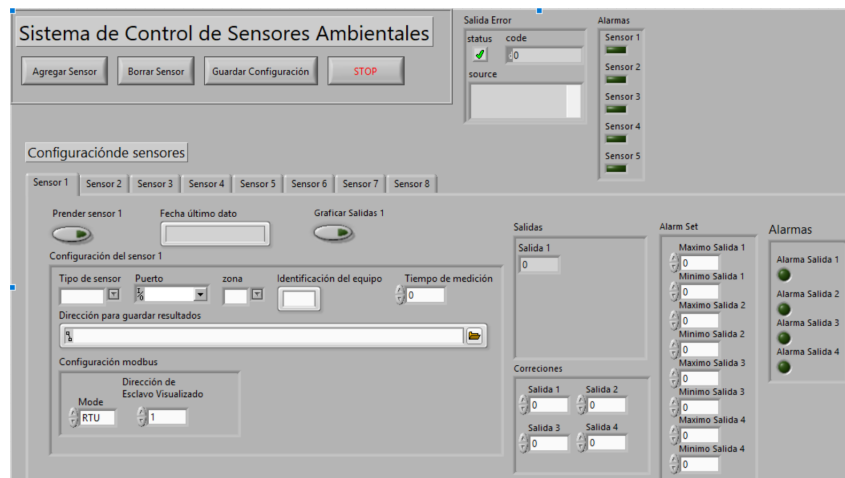 Sistema de Control de Sensores Ambientales
Agregar Sensor
Borrar Sensor
Guardar Configuración
STOP
Salida Error
status code
0
source
Alarmas
Sensor 1
Sensor 2
Sensor 3
Sensor 4
Sensor 5
Configuraciónde sensores
Sensor 1 Sensor 2 Sensor 3 Sensor 4 Sensor 5 Sensor 6 Sensor 7 Sensor 8
Prender sensor 1
Fecha último dato
Graficar Salidas 1
Configuración del sensor 1
Tipo de sensor Puerto zona Identificación del equipo Tiempo de medición
0
Dirección para guardar resultados
Configuración modbus
Mode
RTU
Dirección de
Esclavo Visualizado
1
Salidas
Salida 1
0
Correciones
Salida 1 Salida 2
0 0
Salida 3 Salida 4
0 0
Alarm Set
Maximo Salida 1
0
Minimo Salida 1
0
Maximo Salida 2
0
Minimo Salida 2
0
Maximo Salida 3
0
Minimo Salida 3
0
Maximo Salida 4
0
Minimo Salida 4
0
Alarmas
Alarma Salida 1
Alarma Salida 2
Alarma Salida 3
Alarma Salida 4